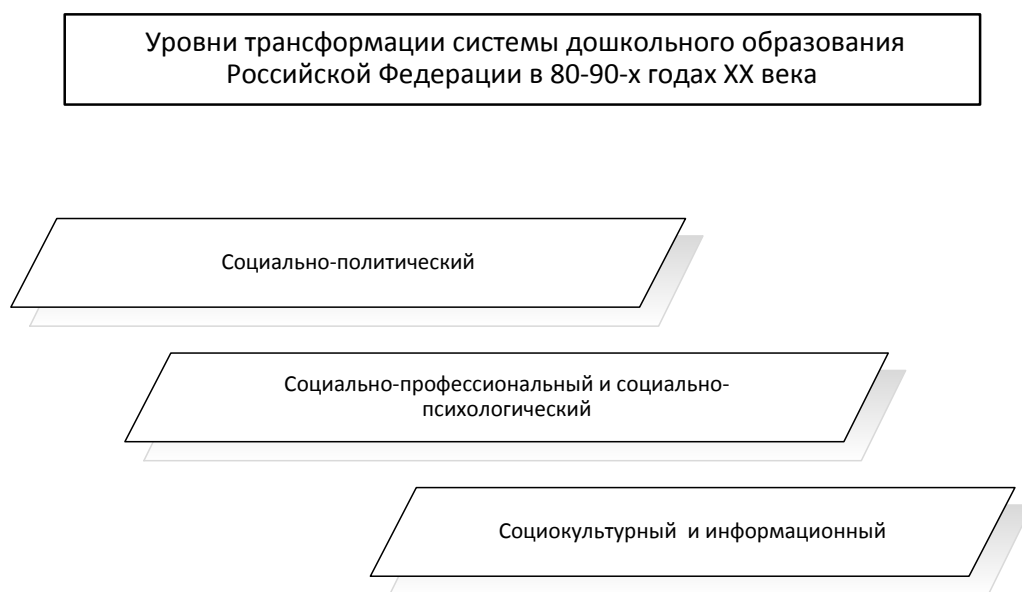 Уровни трансформации системы дошкольного образования
Российской Федерации в 80-90-х годах XX века
Социально-политический
Социально-профессиональный и социально-
психологический
Социокультурный  и информационный